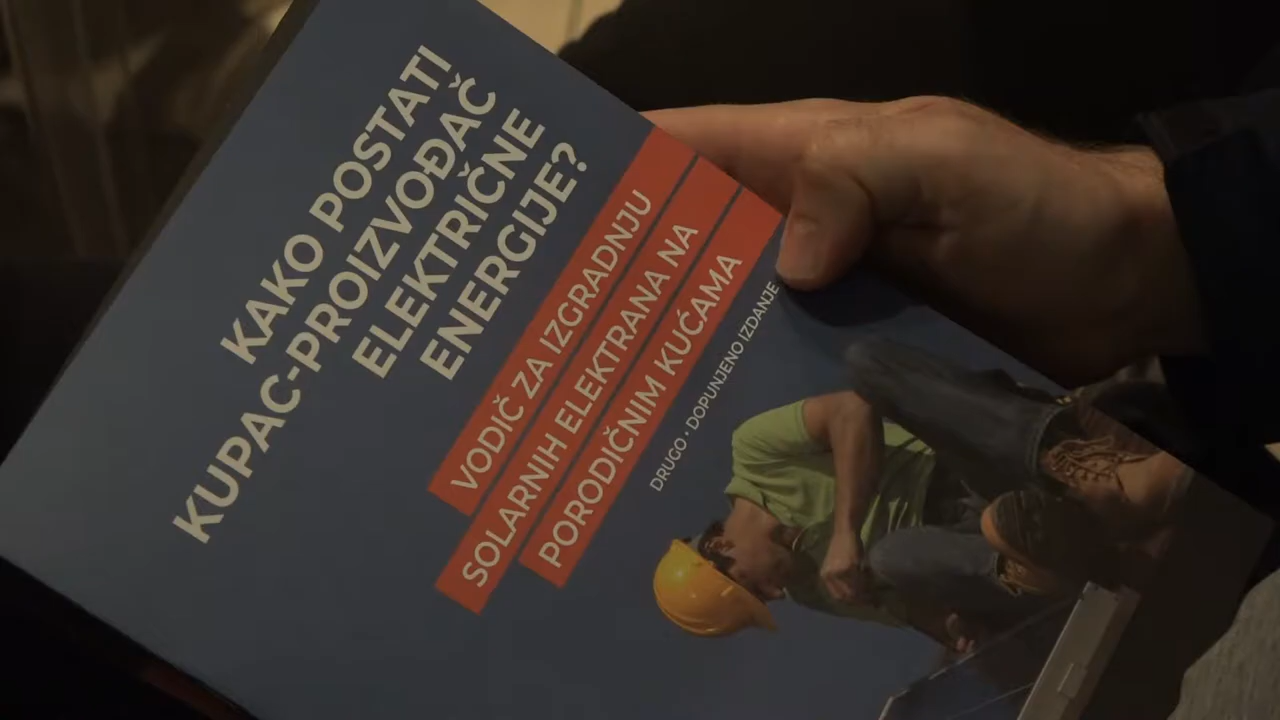 KAKO POSTATI
KUPAC-PROIZVOĐAČ
ELEKTRIČNE
ENERGIJE?
VODIČ ZA IZGRADNJU
SOLARNIH ELEKTRANA NA
PORODIČNIM KUĆAMA
DRUGO • DOPUNJENO IZDANJE